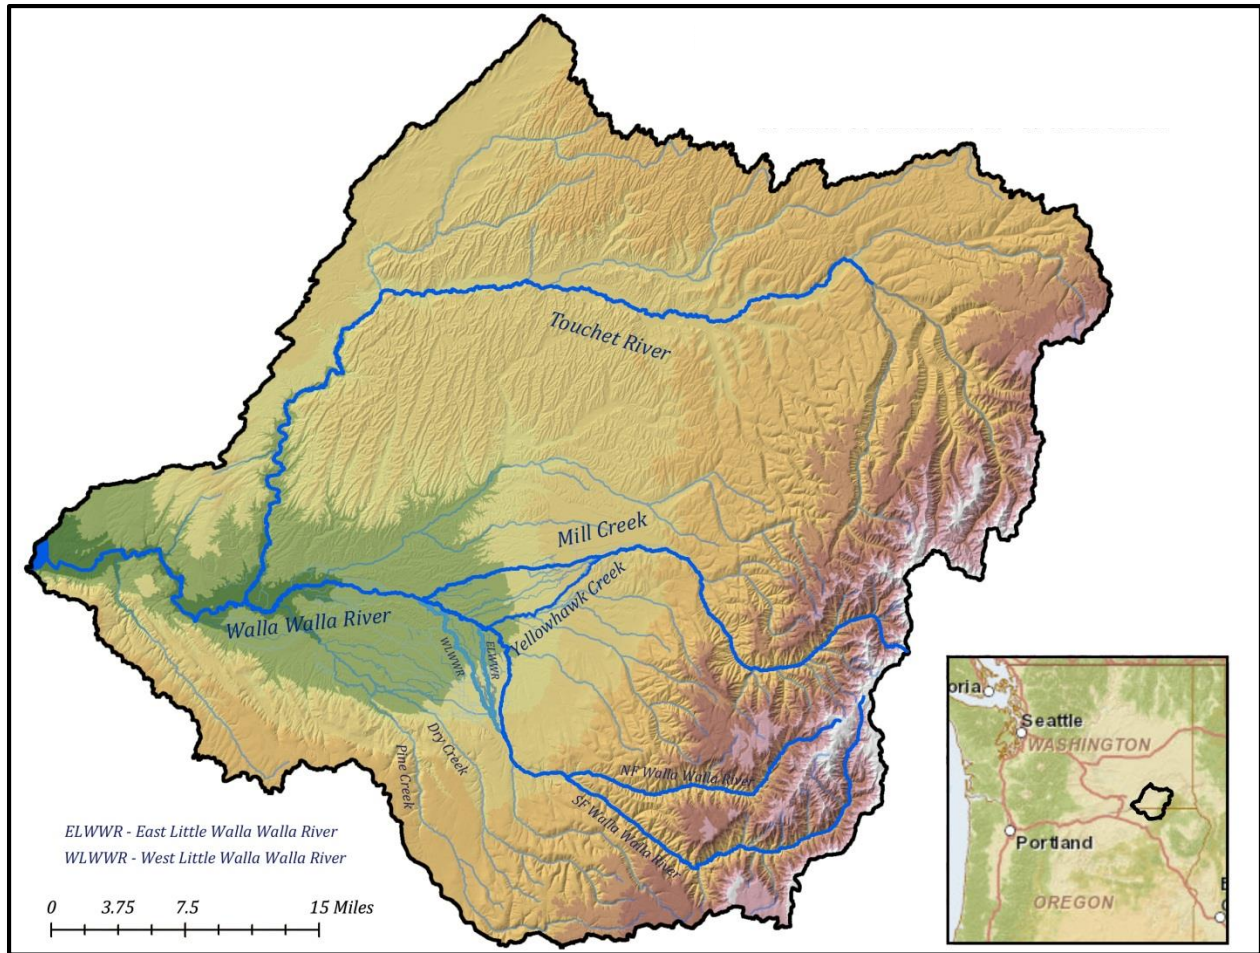 Touchet River
Mill Creek
Yellowhawk Creek
Walla Walla River
WLWWR
ELWWR
Dry Creek
Pine Creek
NF Walla Walla River
SF Walla Walla River
ELWWR - East Little Walla Walla River
WLWWR - West Little Walla Walla River
0 3.75 7.5 15 Miles
oria
Seattle
WASHINGTON
Portland
OREGON